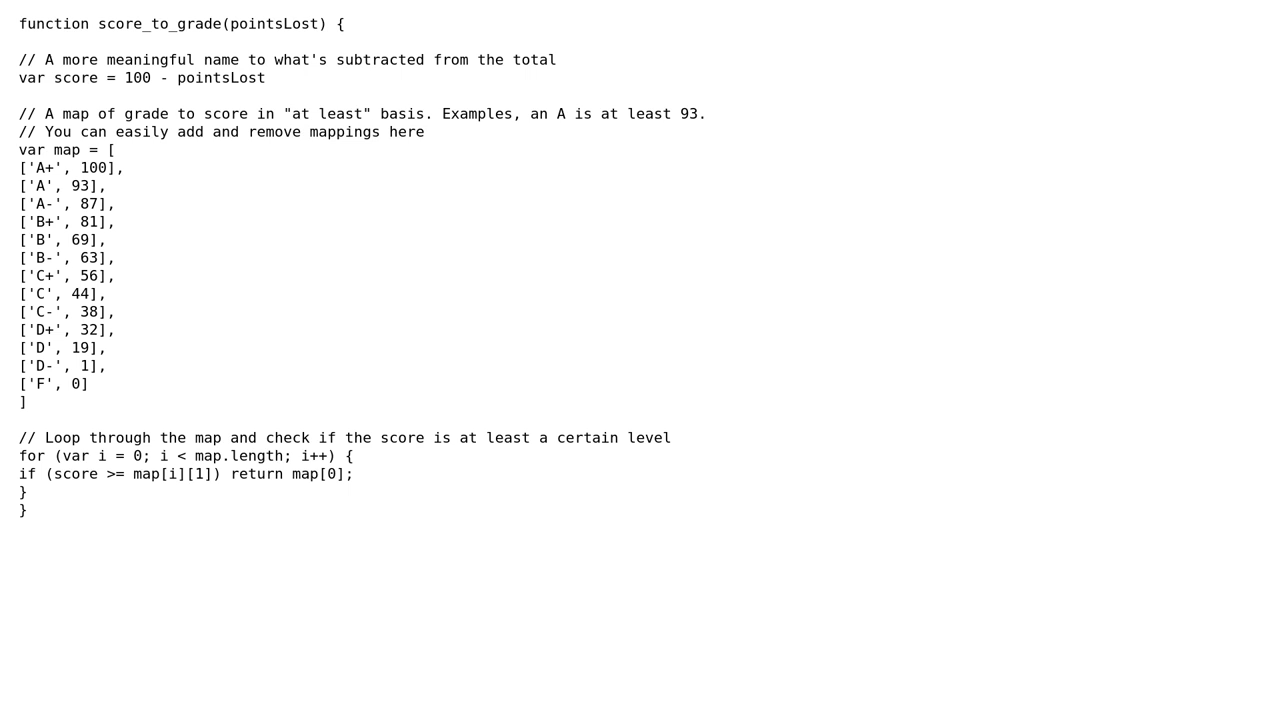 function score_to_grade(pointsLost) {
// A more meaningful name to what's subtracted from the total
var score = 100 - pointsLost
// A map of grade to score in "at least" basis. Examples, an A is at least 93.
// You can easily add and remove mappings here
var map = [
['A+', 100],
['A', 93],
['A-', 87],
['B+', 81],
['B', 69],
['B-', 63],
['C+', 56],
['C', 44],
['C-', 38],
['D+', 32],
['D', 19],
['D-', 1],
['F', 0]
]
// Loop through the map and check if the score is at least a certain level
for (var i = 0; i < map.length; i++) {
if (score >= map[i][1]) return map[0];
}
}